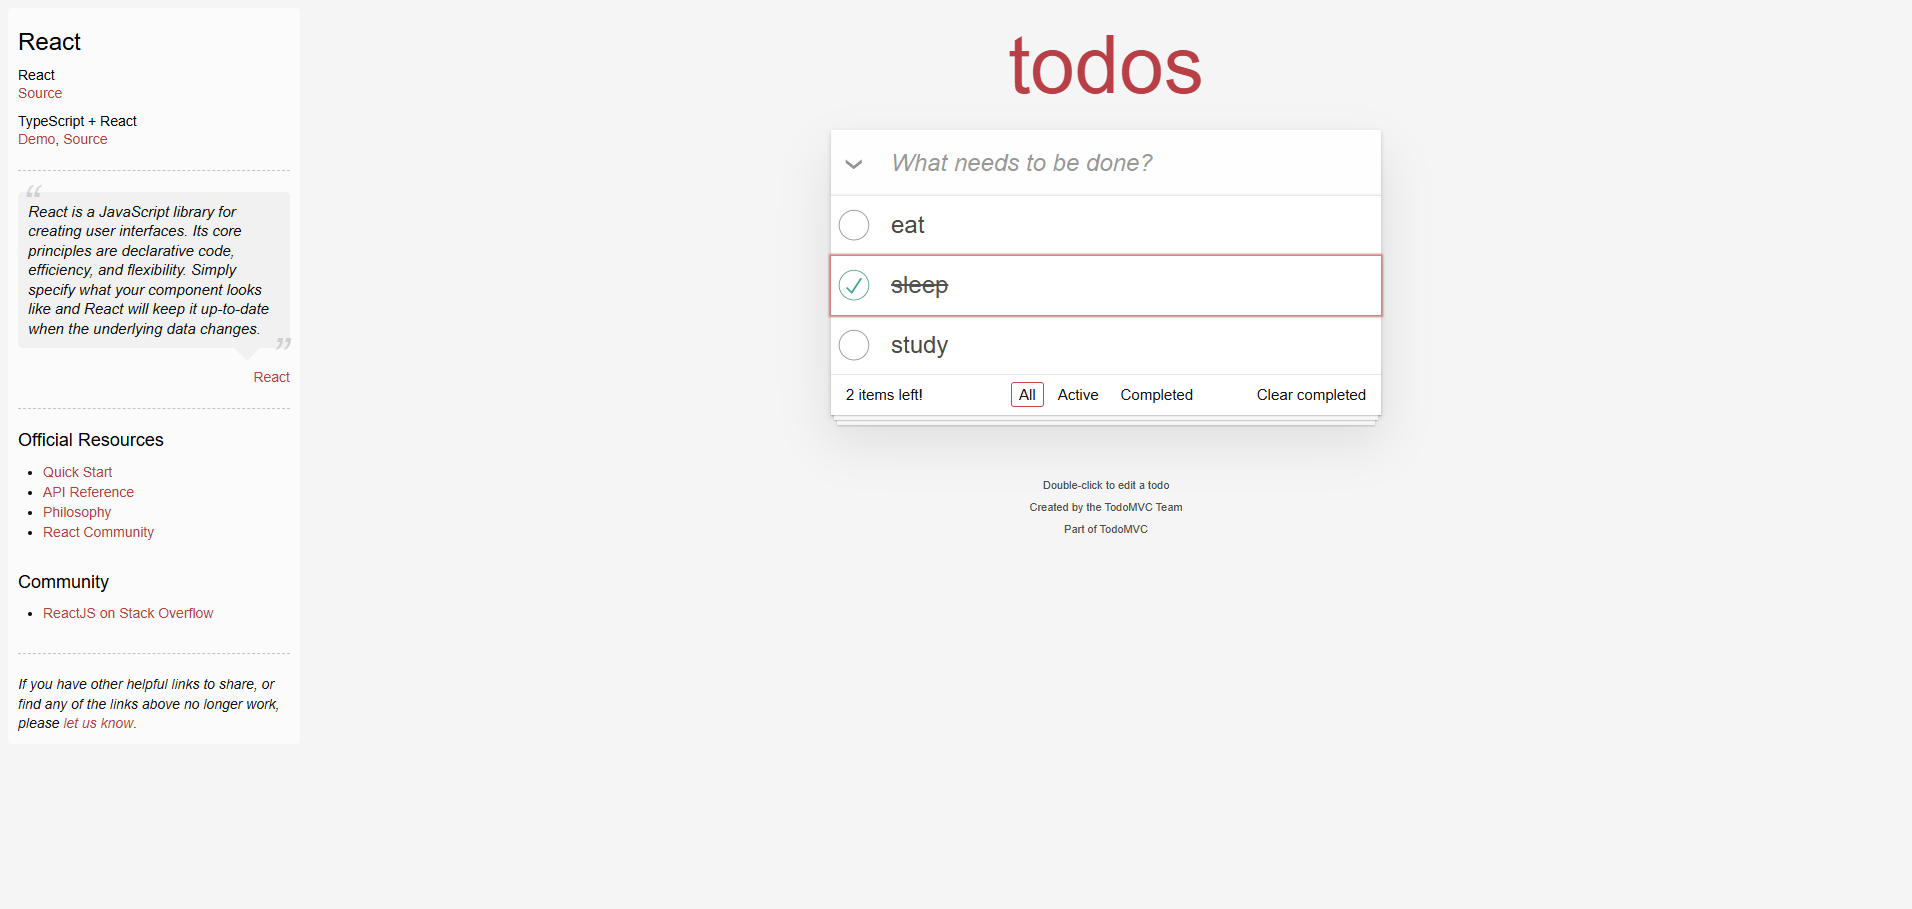 React
React
Source
TypeScript + React
Demo, Source
“
React is a JavaScript library for
creating user interfaces. Its core
principles are declarative code,
efficiency, and flexibility. Simply
specify what your component looks
like and React will keep it up-to-date
when the underlying data changes.
”
React
Official Resources
Quick Start
API Reference
Philosophy
React Community
Community
ReactJS on Stack Overflow
If you have other helpful links to share, or
find any of the links above no longer work,
please let us know.
todos
What needs to be done?
eat
sleep
study
2 items left!
All
Active
Completed
Clear completed
Double-click to edit a todo
Created by the TodoMVC Team
Part of TodoMVC